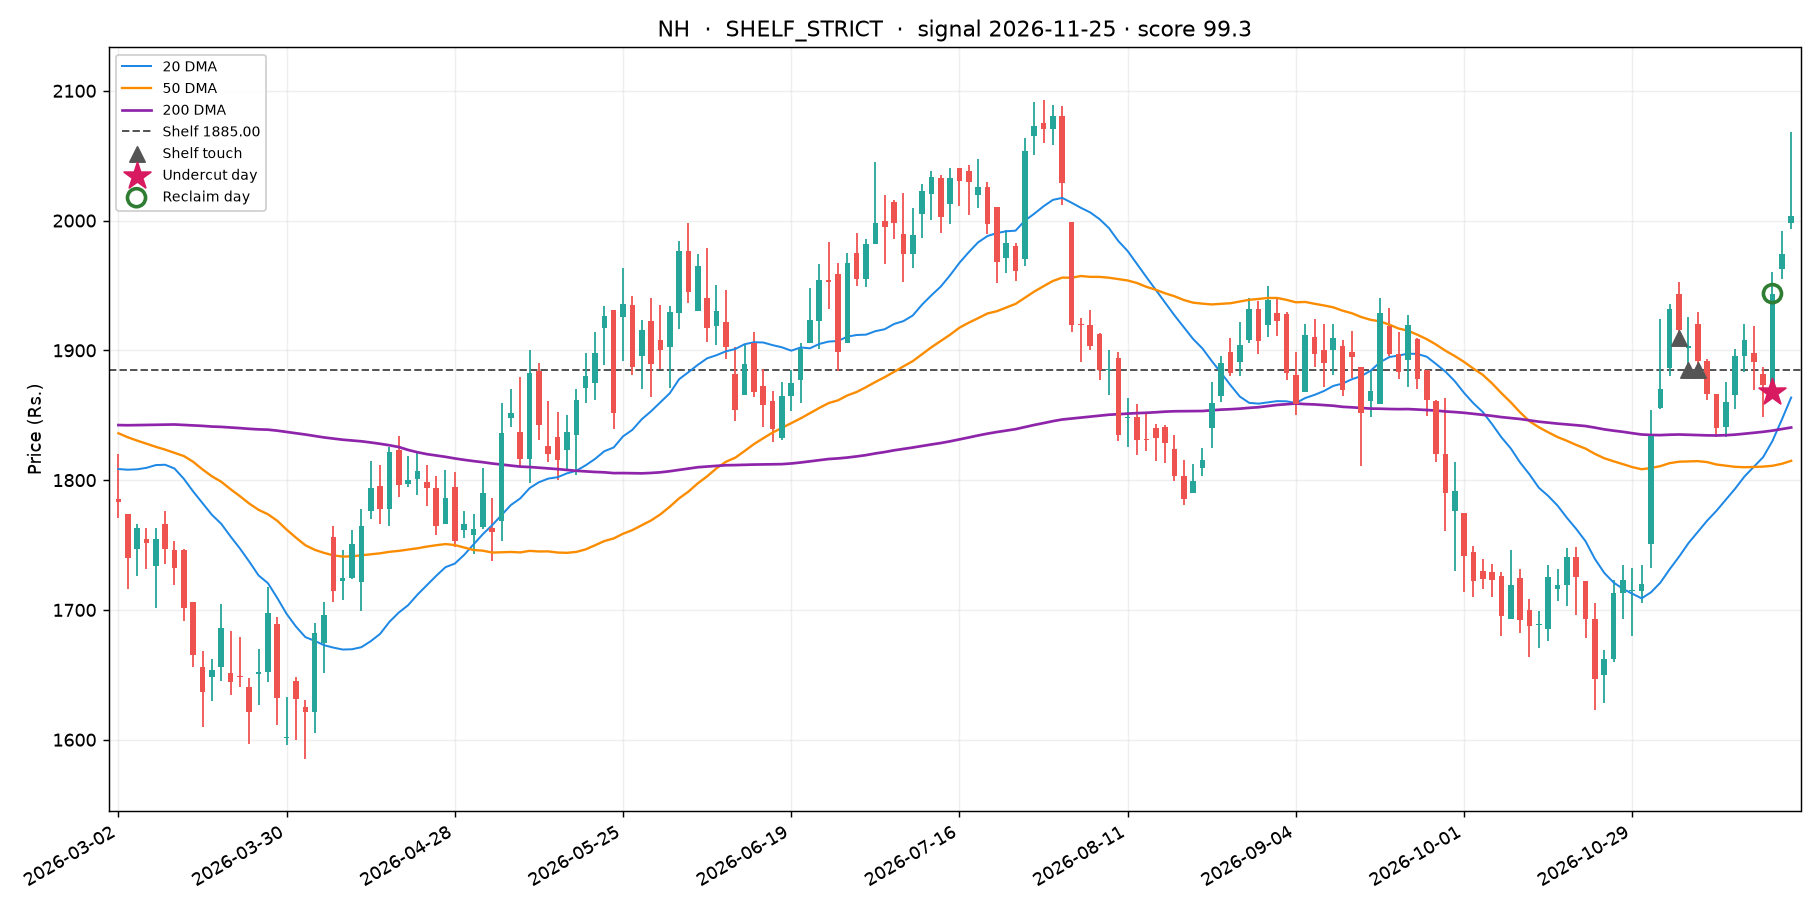 NH · SHELF_STRICT · signal 2026-11-25 · score 99.3
20 DMA
50 DMA
200 DMA
Shelf 1885.00
Shelf touch
Undercut day
Reclaim day
Price (Rs.)
2100
2000
1900
1800
1700
1600
2026-03-02
2026-03-30
2026-04-28
2026-05-25
2026-06-19
2026-07-16
2026-08-11
2026-09-04
2026-10-01
2026-10-29